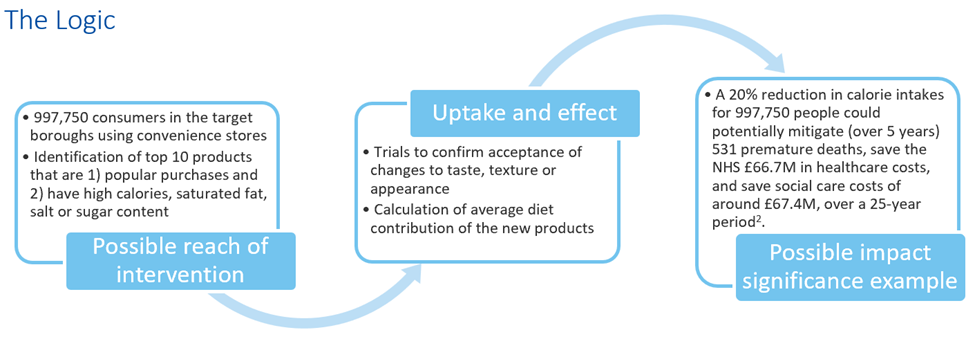 The Logic
• 997,750 consumers in the target
boroughs using convenience stores
• Identification of top 10 products
that are 1) popular purchases and
2) have high calories, saturated fat,
salt or sugar content
Possible reach of
intervention
Uptake and effect
• Trials to confirm acceptance of
changes to taste, texture or
appearance
• Calculation of average diet
contribution of the new products
• A 20% reduction in calorie intakes
for 997,750 people could
potentially mitigate (over 5 years)
531 premature deaths, save the
NHS £66.7M in healthcare costs,
and save social care costs of
around £67.4M, over a 25-year
period².
Possible impact
significance example